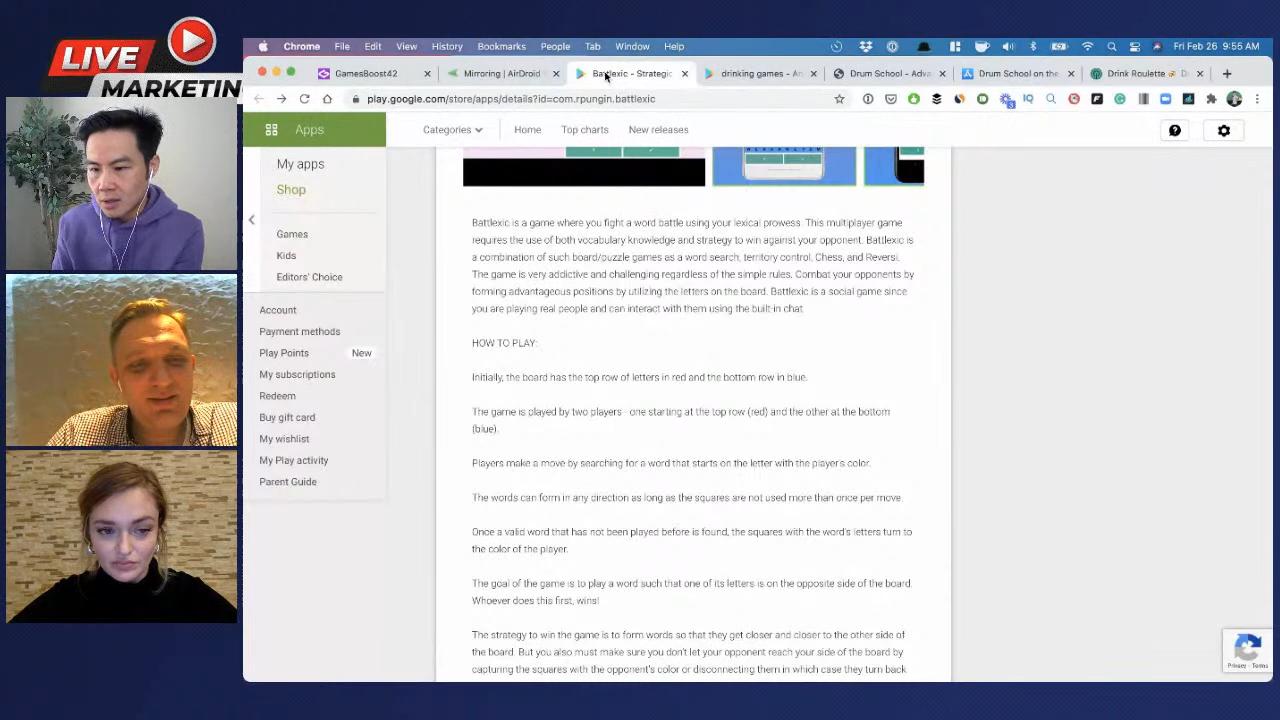 LIVE
MARKETIN
Chrome File Edit View History Bookmarks People Tab Window Help
Fri Feb 26 9:55 AM
GamesBoost42
Mirroring | AirDroid
Battlexic - Strategic
drinking games - An
Drum School - Adva
Drum School on the
Drink Roulette
play.google.com/store/apps/details?id=com.rpungin.battlexic
Apps
Categories
Home
Top charts
New releases
My apps
Shop
Games
Kids
Editors' Choice
Account
Payment methods
Play Points New
My subscriptions
Redeem
Buy gift card
My wishlist
My Play activity
Parent Guide
Battlexic is a game where you fight a word battle using your lexical prowess. This multiplayer game
requires the use of both vocabulary knowledge and strategy to win against your opponent. Battlexic is
a combination of such board/puzzle games as a word search, territory control, Chess, and Reversi.
The game is very addictive and challenging regardless of the simple rules. Combat your opponents by
forming advantageous positions by utilizing the letters on the board. Battlexic is a social game since
you are playing real people and can interact with them using the built-in chat
HOW TO PLAY:
Initially, the board has the top row of letters in red and the bottom row in blue.
The game is played by two players - one starting at the top row (red) and the other at the bottom
(blue).
Players make a move by searching for a word that starts on the letter with the player's color.
The words can form in any direction as long as the squares are not used more than once per move.
Once a valid word that has not been played before is found, the squares with the word's letters turn to
the color of the player.
The goal of the game is to play a word such that one of its letters is on the opposite side of the board.
Whoever does this first, wins!
The strategy to win the game is to form words so that they get closer and closer to the other side of
the board. But you also must make sure you don't let your opponent reach your side of the board by
capturing the squares with the opponent's color or disconnecting them in which case they turn back
Privacy - Terms